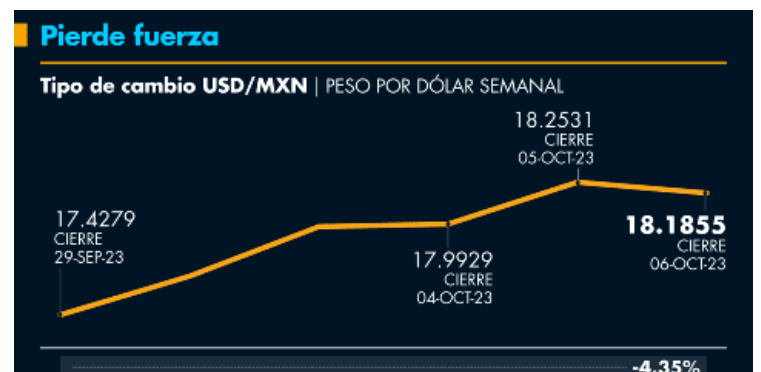 Pierde fuerza
Tipo de cambio USD/MXN | PESO POR DÓLAR SEMANAL
18.2531
CIERRE
05-OCT-23
17.4279
CIERRE
29-SEP-23
17.9929
CIERRE
04-OCT-23
18.1855
CIERRE
06-OCT-23
-4.35%